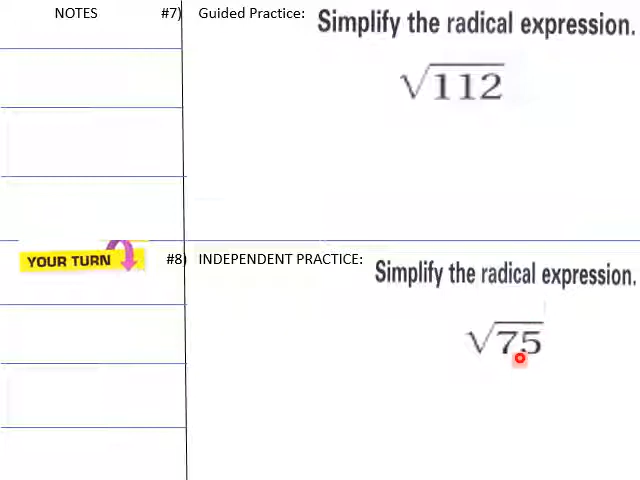 NOTES #7) Guided Practice: Simplify the radical expression.
√112
YOUR TURN #8) INDEPENDENT PRACTICE: Simplify the radical expression.
√75